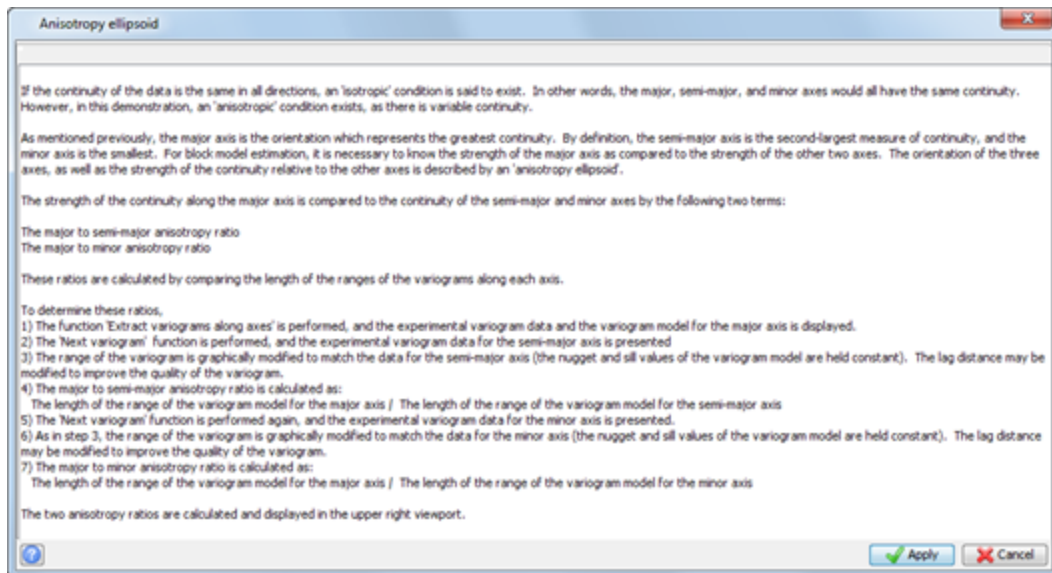 Anisotropy ellipsoid
If the continuity of the data is the same in all directions, an 'isotropic' condition is said to exist. In other words, the major, semi-major, and minor axes would all have the same continuity.
However, in this demonstration, an 'anisotropic' condition exists, as there is variable continuity.
As mentioned previously, the major axis is the orientation which represents the greatest continuity. By definition, the semi-major axis is the second-largest measure of continuity, and the
minor axis is the smallest. For block model estimation, it is necessary to know the strength of the major axis as compared to the strength of the other two axes. The orientation of the three
axes, as well as the strength of the continuity relative to the other axes is described by an 'anisotropy ellipsoid'.
The strength of the continuity along the major axis is compared to the continuity of the semi-major and minor axes by the following two terms:
The major to semi-major anisotropy ratio
The major to minor anisotropy ratio
These ratios are calculated by comparing the length of the ranges of the variograms along each axis.
To determine these ratios,
1) The function 'Extract variograms along axes' is performed, and the experimental variogram data and the variogram model for the major axis is displayed.
2) The 'Next variogram' function is performed, and the experimental variogram data for the semi-major axis is presented
3) The range of the variogram is graphically modified to match the data for the semi-major axis (the nugget and sill values of the variogram model are held constant). The lag distance may be
modified to improve the quality of the variogram.
4) The major to semi-major anisotropy ratio is calculated as:
The length of the range of the variogram model for the major axis / The length of the range of the variogram model for the semi-major axis
5) The 'Next variogram' function is performed again, and the experimental variogram data for the minor axis is presented.
6) As in step 3, the range of the variogram is graphically modified to match the data for the minor axis (the nugget and sill values of the variogram model are held constant). The lag distance
may be modified to improve the quality of the variogram.
7) The major to minor anisotropy ratio is calculated as:
The length of the range of the variogram model for the major axis / The length of the range of the variogram model for the minor axis
The two anisotropy ratios are calculated and displayed in the upper right viewport.
Apply Cancel